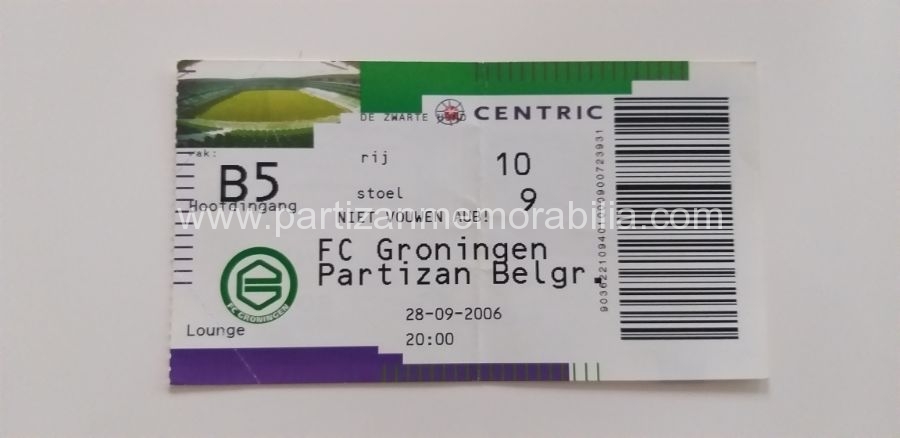 DE ZWARTE HOND CENTRIC
vak:
B5
Hoofdingang
rij 10
stoel 9
NIET VOUWEN AUB!
www.partizanmemorabilia.com
FC Groningen
Partizan Belgr.
FC GRONINGEN
28-09-2006
Lounge
20:00